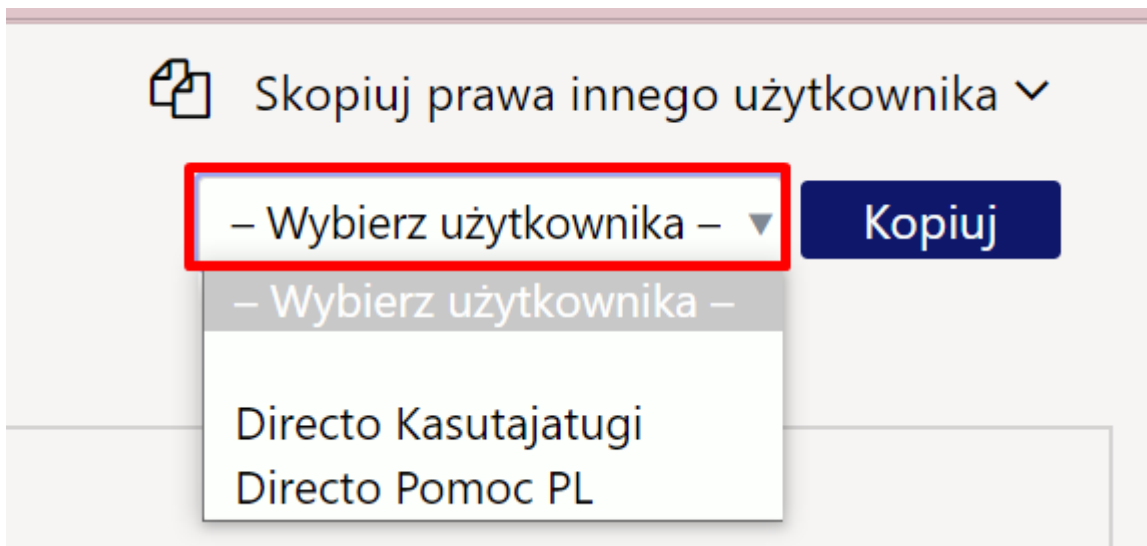 Skopiuj prawa innego użytkownika
– Wybierz użytkownika –
Kopiuj
– Wybierz użytkownika –
Directo Kasutajatugi
Directo Pomoc PL